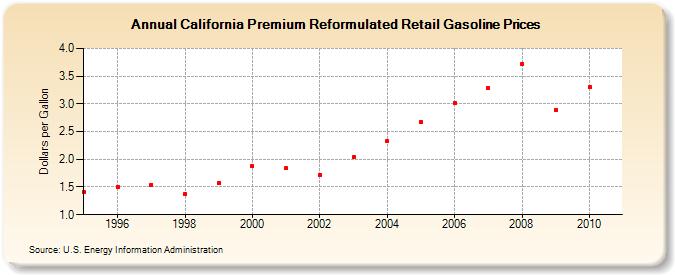 Annual California Premium Reformulated Retail Gasoline Prices
Dollars per Gallon
4.0
3.5
3.0
2.5
2.0
1.5
1.0
1996 1998 2000 2002 2004 2006 2008 2010
Source: U.S. Energy Information Administration